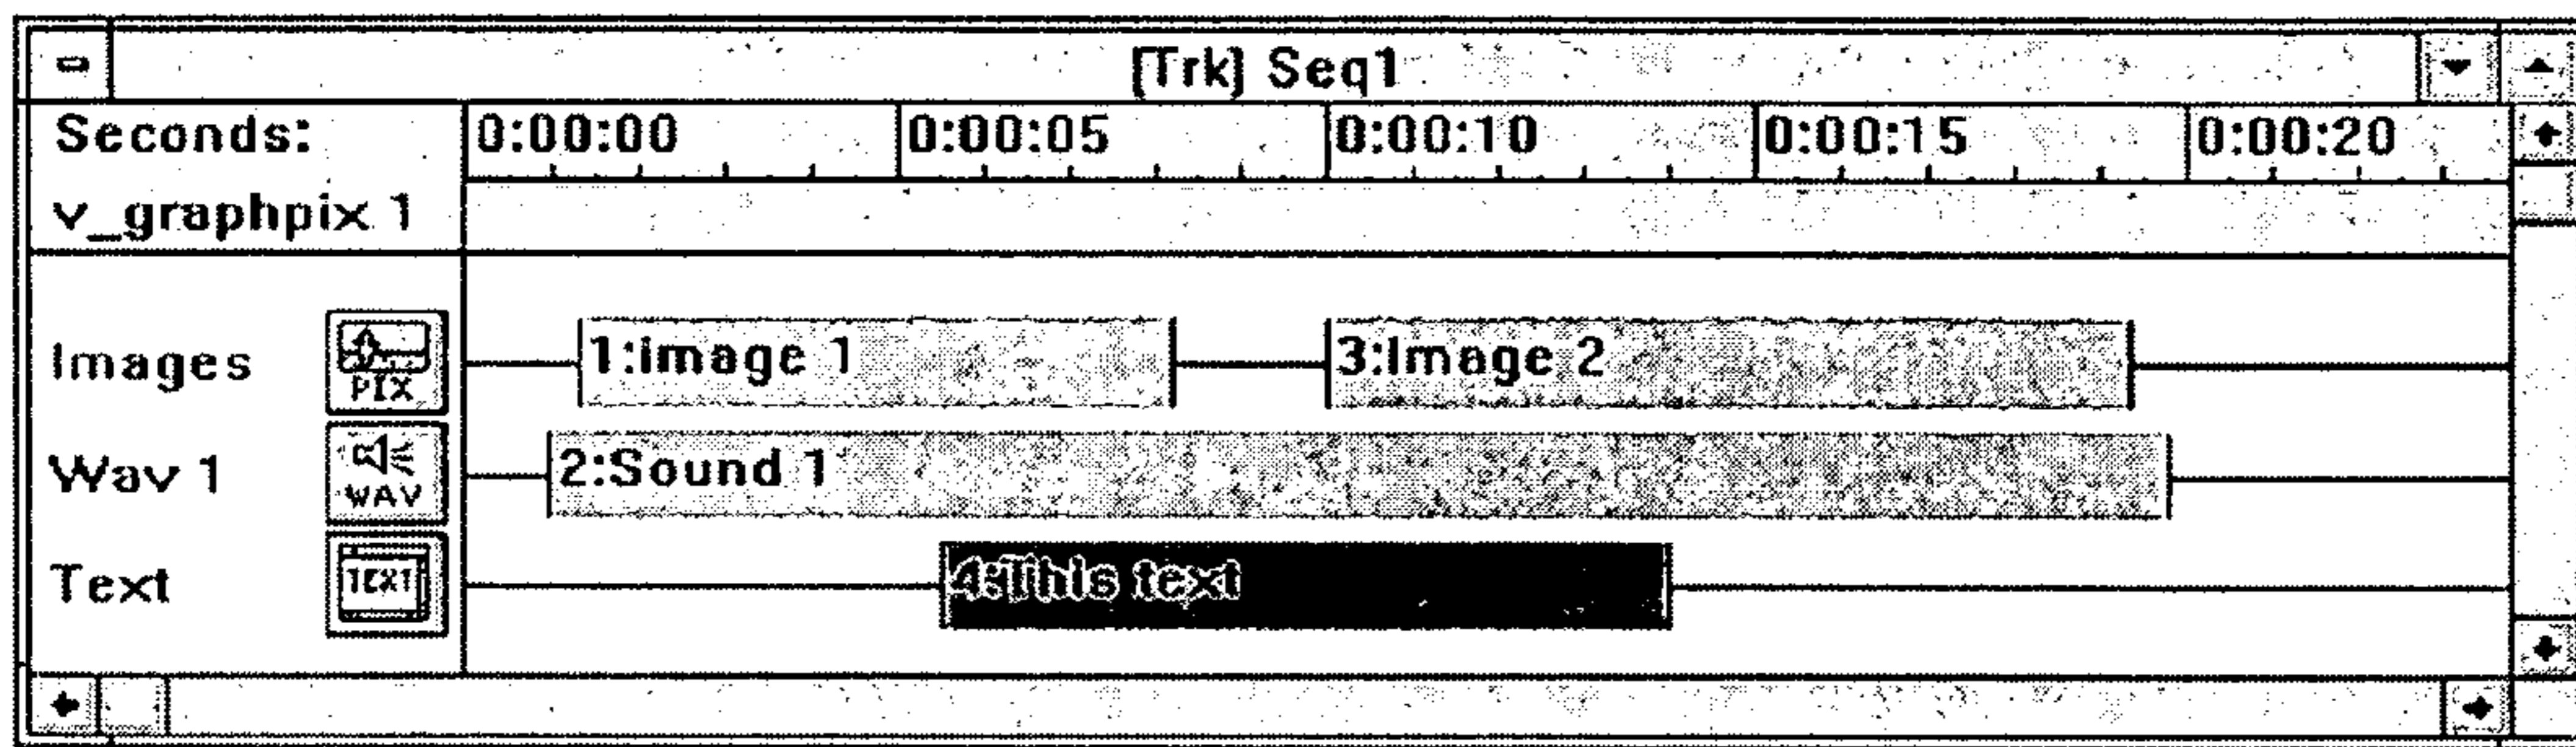 [Trk] Seq1
Seconds: 0:00:00 0:00:05 0:00:10 0:00:15 0:00:20
v_graphpix 1
Images PIX 1:Image 1 3:Image 2
Wav 1 WAV 2:Sound 1
Text TEXT 4:This text